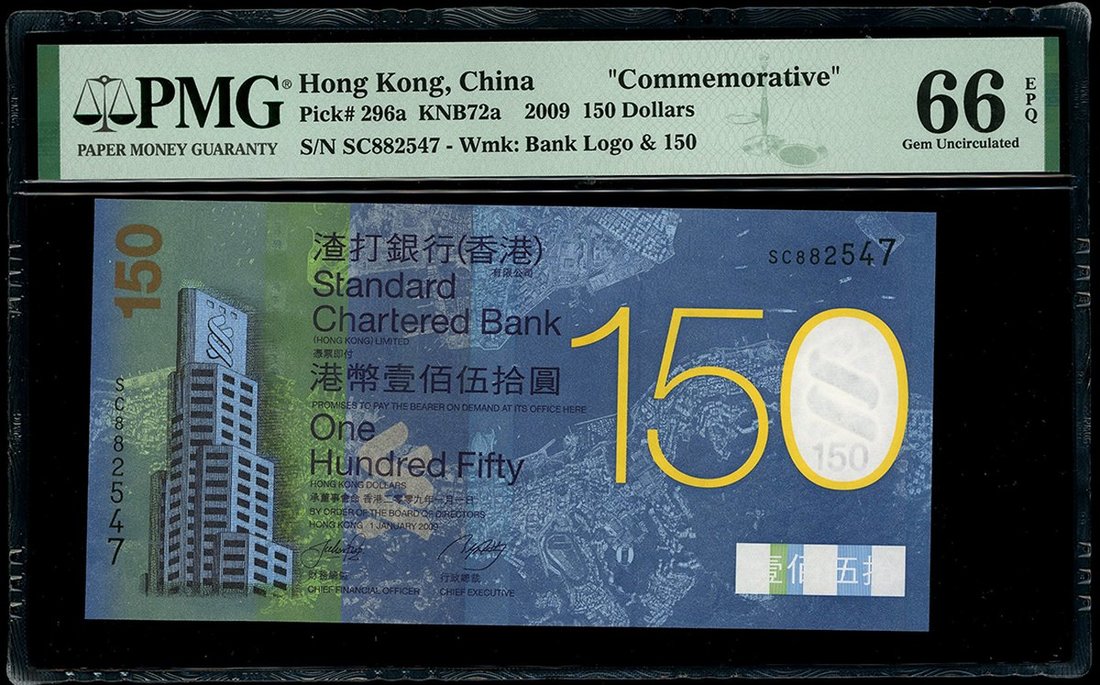 PMG®
PAPER MONEY GUARANTY
Hong Kong, China "Commemorative"
Pick# 296a KNB72a 2009 150 Dollars
S/N SC882547 - Wmk: Bank Logo & 150
66 EPQ
Gem Uncirculated
150
SC882547
渣打銀行(香港)
有限公司
Standard
Chartered Bank
(HONG KONG) LIMITED
憑票即付
港幣壹佰伍拾圓
PROMISES TO PAY THE BEARER ON DEMAND AT ITS OFFICE HERE
One
Hundred Fifty
HONG KONG DOLLARS
承董事會命 香港二零零九年一月一日
BY ORDER OF THE BOARD OF DIRECTORS
HONG KONG 1 JANUARY 2009
財務總監
CHIEF FINANCIAL OFFICER
行政總裁
CHIEF EXECUTIVE
SC882547
150
150
壹佰伍拾